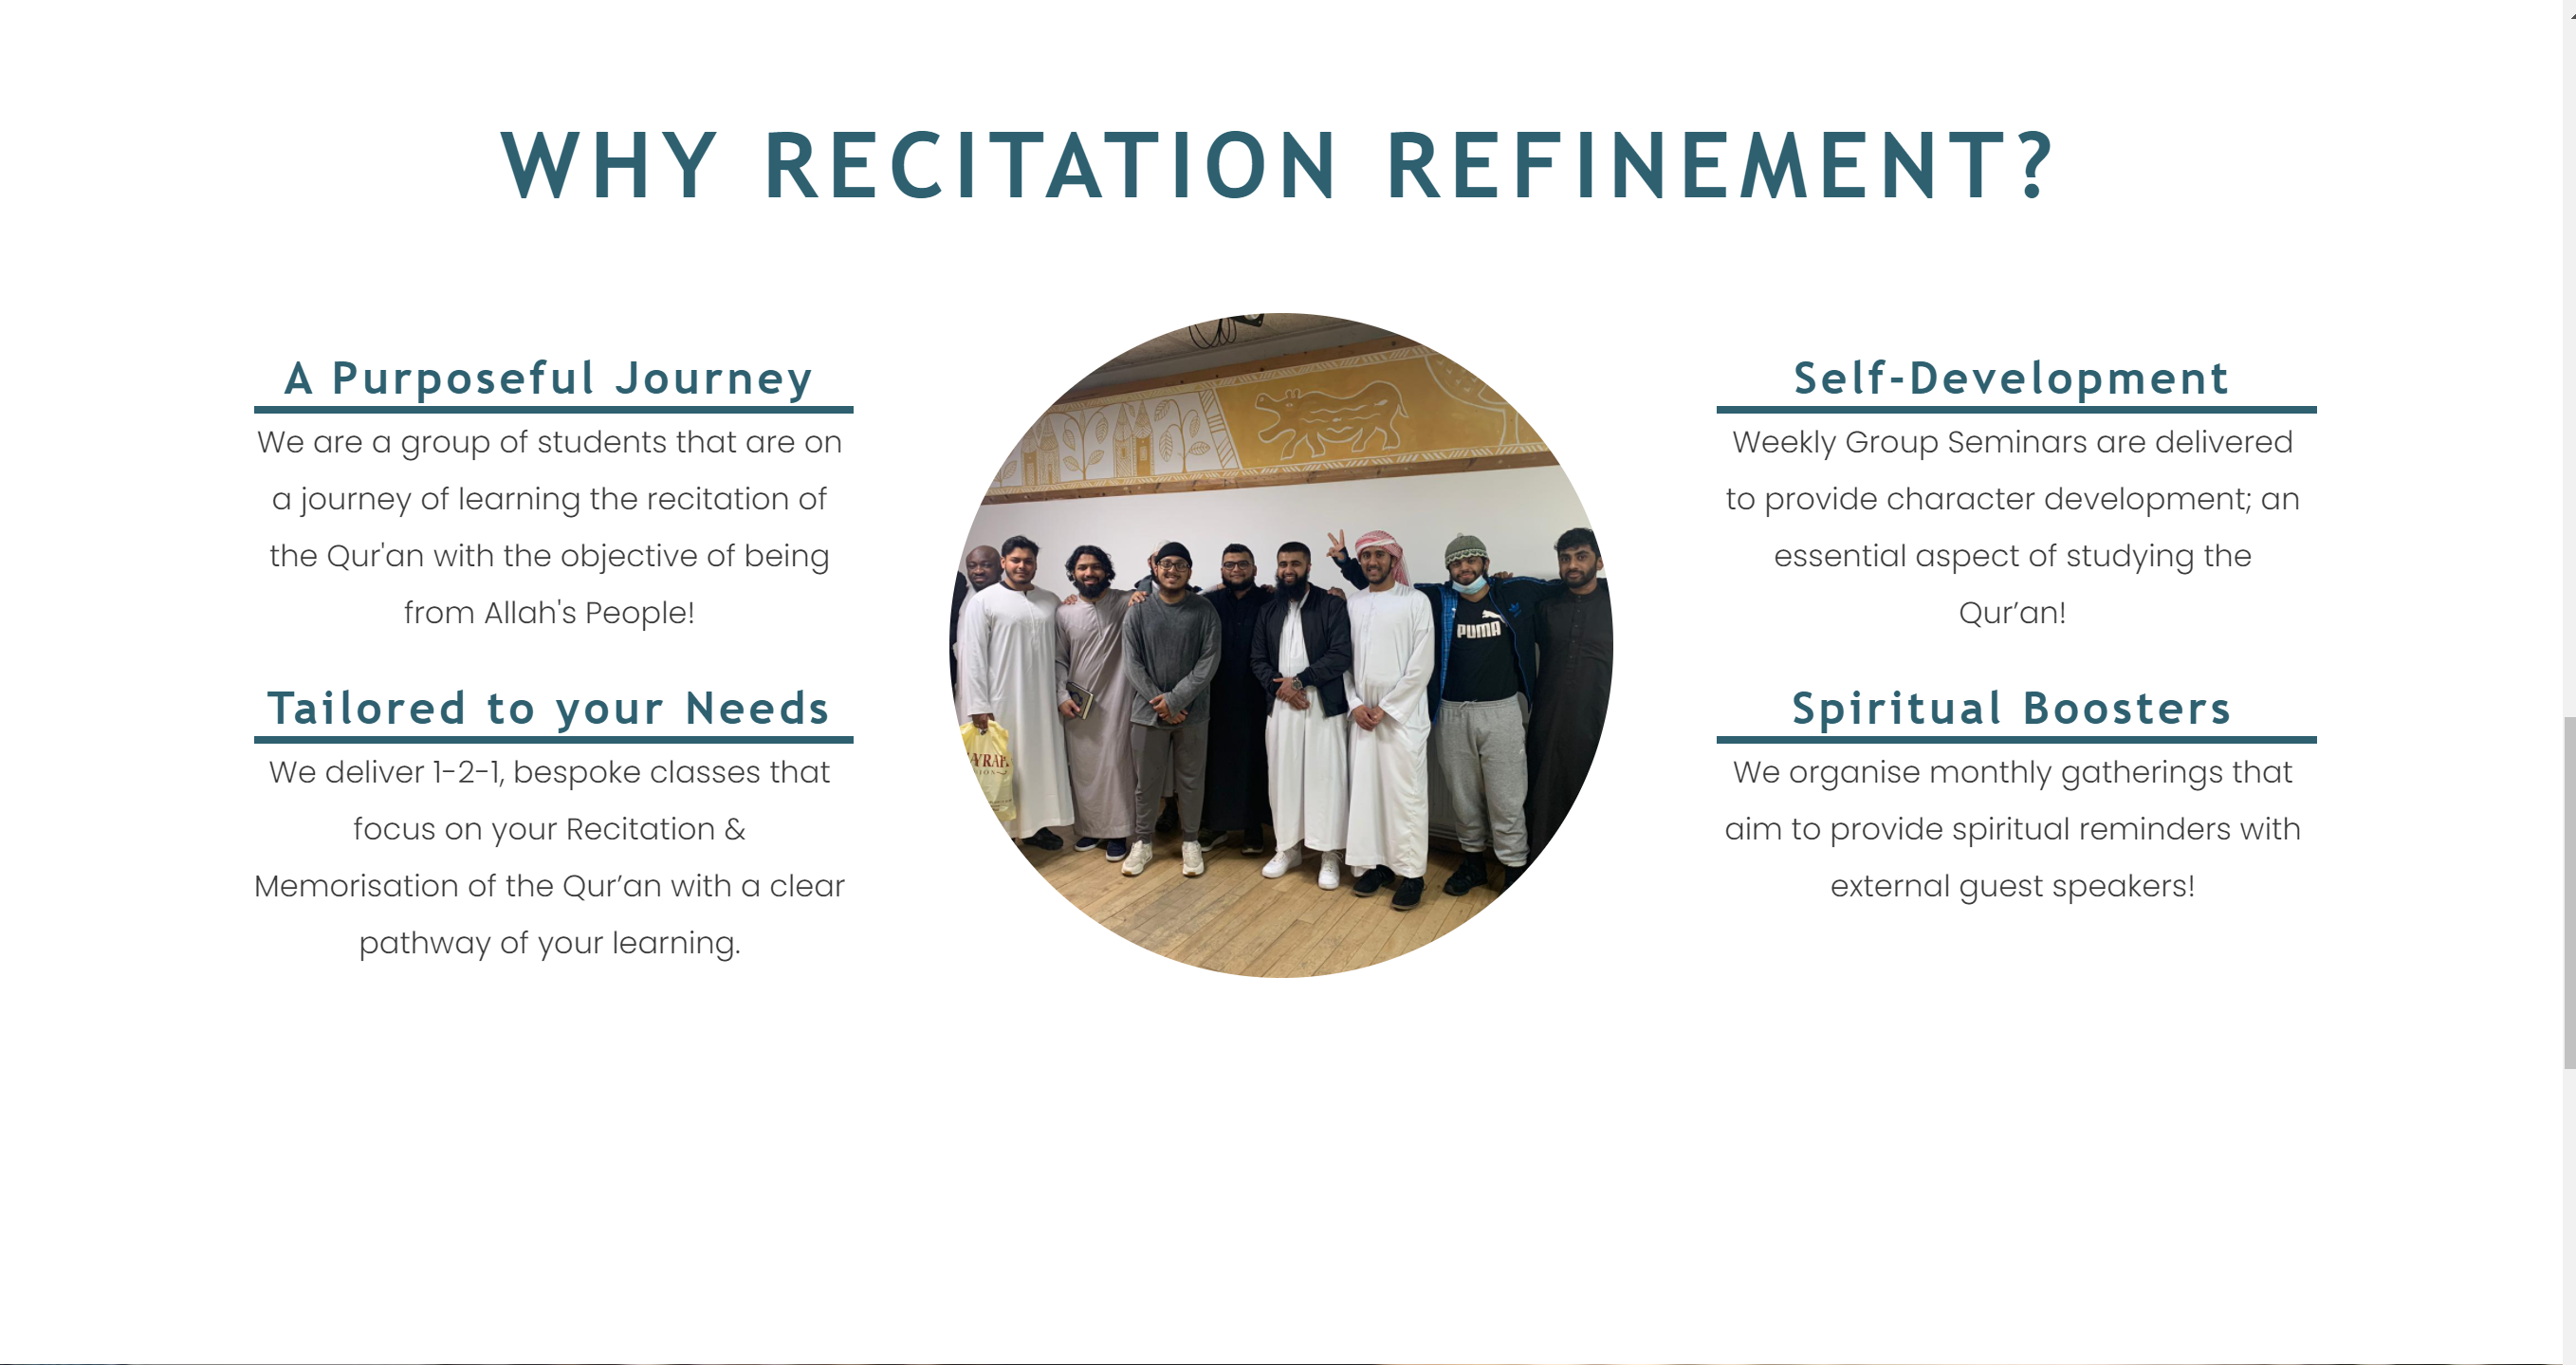 WHY RECITATION REFINEMENT?
A Purposeful Journey
We are a group of students that are on
a journey of learning the recitation of
the Qur'an with the objective of being
from Allah's People!
Tailored to your Needs
We deliver 1-2-1, bespoke classes that
focus on your Recitation &
Memorisation of the Qur’an with a clear
pathway of your learning.
PUMA
Self-Development
Weekly Group Seminars are delivered
to provide character development; an
essential aspect of studying the
Qur’an!
Spiritual Boosters
We organise monthly gatherings that
aim to provide spiritual reminders with
external guest speakers!